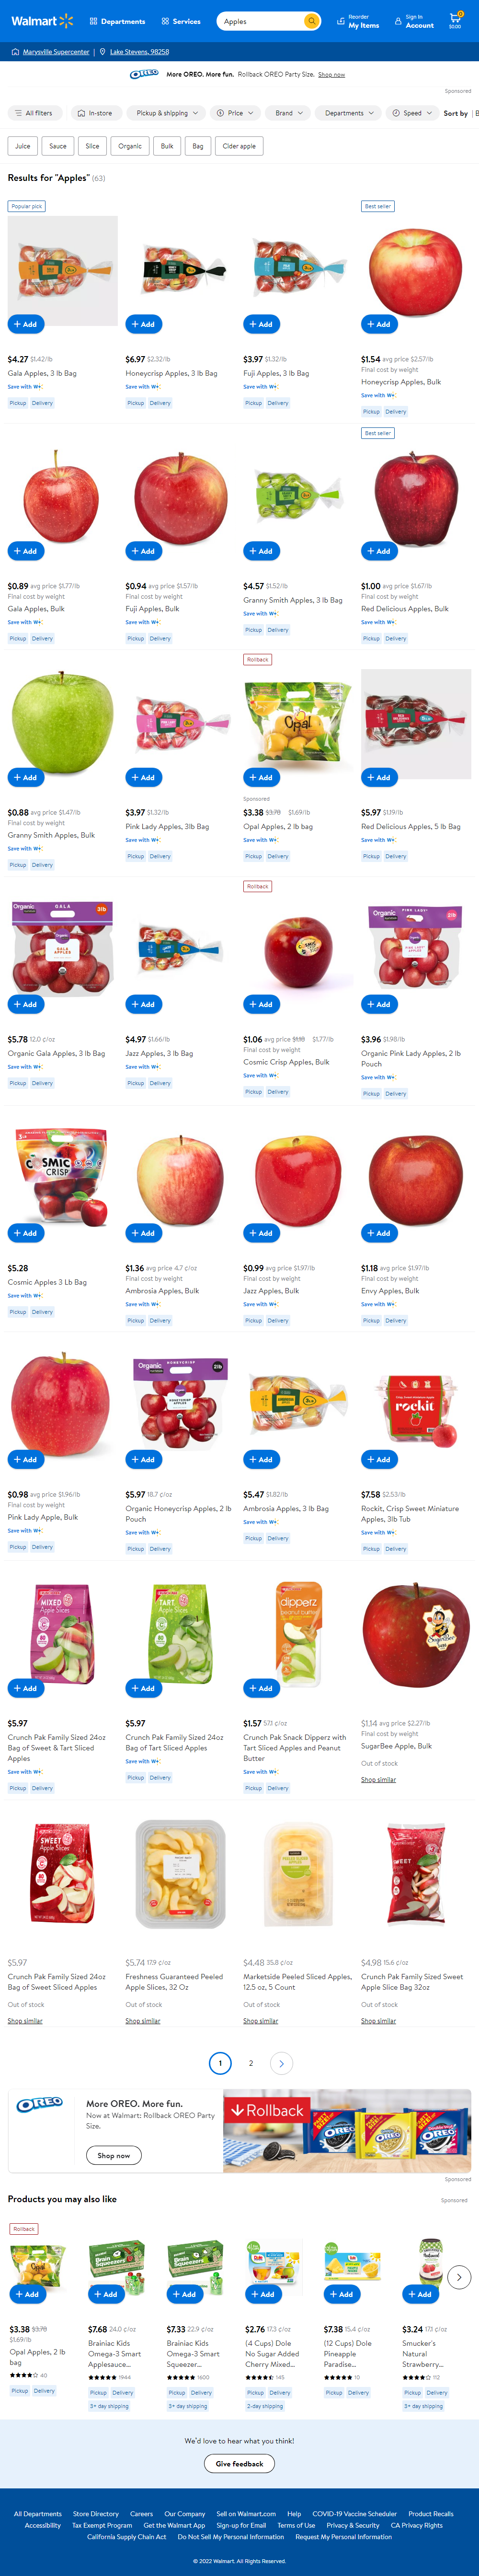 Walmart
Departments
Services
Apples
Reorder
My Items
Sign In
Account
0
$0.00
Marysville Supercenter
Lake Stevens, 98258
OREO
More OREO. More fun. Rollback OREO Party Size. Shop now
Sponsored
All filters
In-store
Pickup & shipping
Price
Brand
Departments
Speed
Sort by
Juice
Sauce
Slice
Organic
Bulk
Bag
Cider apple
Results for "Apples" (63)
Popular pick
Best seller
+ Add
+ Add
+ Add
+ Add
$4.27 $1.42/lb
Gala Apples, 3 lb Bag
Save with W+
Pickup Delivery
$6.97 $2.32/lb
Honeycrisp Apples, 3 lb Bag
Save with W+
Pickup Delivery
$3.97 $1.32/lb
Fuji Apples, 3 lb Bag
Save with W+
Pickup Delivery
$1.54 avg price $2.57/lb
Final cost by weight
Honeycrisp Apples, Bulk
Save with W+
Pickup Delivery
Best seller
+ Add
+ Add
+ Add
+ Add
$0.89 avg price $1.77/lb
Final cost by weight
Gala Apples, Bulk
Save with W+
Pickup Delivery
$0.94 avg price $1.57/lb
Final cost by weight
Fuji Apples, Bulk
Save with W+
Pickup Delivery
$4.57 $1.52/lb
Granny Smith Apples, 3 lb Bag
Save with W+
Pickup Delivery
$1.00 avg price $1.67/lb
Final cost by weight
Red Delicious Apples, Bulk
Save with W+
Pickup Delivery
Rollback
Opal
+ Add
+ Add
+ Add
+ Add
$0.88 avg price $1.47/lb
Final cost by weight
Granny Smith Apples, Bulk
Save with W+
Pickup Delivery
$3.97 $1.32/lb
Pink Lady Apples, 3lb Bag
Save with W+
Pickup Delivery
Sponsored
$3.38 $3.78 $1.69/lb
Opal Apples, 2 lb bag
Save with W+
Pickup Delivery
$5.97 $1.19/lb
Red Delicious Apples, 5 lb Bag
Save with W+
Pickup Delivery
Rollback
Organic GALA 3lb
Organic PINK LADY 2lb
+ Add
+ Add
+ Add
+ Add
$5.78 12.0 ¢/oz
Organic Gala Apples, 3 lb Bag
Save with W+
Pickup Delivery
$4.97 $1.66/lb
Jazz Apples, 3 lb Bag
Save with W+
Pickup Delivery
$1.06 avg price $1.18 $1.77/lb
Final cost by weight
Cosmic Crisp Apples, Bulk
Save with W+
Pickup Delivery
$3.96 $1.98/lb
Organic Pink Lady Apples, 2 lb
Pouch
Save with W+
Pickup Delivery
COSMIC
CRISP
+ Add
+ Add
+ Add
+ Add
$5.28
Cosmic Apples 3 Lb Bag
Save with W+
Pickup Delivery
$1.36 avg price 4.7 ¢/oz
Final cost by weight
Ambrosia Apples, Bulk
Save with W+
Pickup Delivery
$0.99 avg price $1.97/lb
Final cost by weight
Jazz Apples, Bulk
Save with W+
Pickup Delivery
$1.18 avg price $1.97/lb
Final cost by weight
Envy Apples, Bulk
Save with W+
Pickup Delivery
Organic HONEYCRISP 2lb
rockit
+ Add
+ Add
+ Add
+ Add
$0.98 avg price $1.96/lb
Final cost by weight
Pink Lady Apple, Bulk
Save with W+
Pickup Delivery
$5.97 18.7 ¢/oz
Organic Honeycrisp Apples, 2 lb
Pouch
Save with W+
Pickup Delivery
$5.47 $1.82/lb
Ambrosia Apples, 3 lb Bag
Save with W+
Pickup Delivery
$7.58 $2.53/lb
Rockit, Crisp Sweet Miniature
Apples, 3lb Tub
Save with W+
Pickup Delivery
MIXED
Apple Slices
TART
Apple Slices
dipperz
peanut butter
SugarBee
+ Add
+ Add
+ Add
$5.97
Crunch Pak Family Sized 24oz
Bag of Sweet & Tart Sliced
Apples
Save with W+
Pickup Delivery
$5.97
Crunch Pak Family Sized 24oz
Bag of Tart Sliced Apples
Save with W+
Pickup Delivery
$1.57 57.1 ¢/oz
Crunch Pak Snack Dipperz with
Tart Sliced Apples and Peanut
Butter
Save with W+
Pickup Delivery
$1.14 avg price $2.27/lb
Final cost by weight
SugarBee Apple, Bulk
Out of stock
Shop similar
SWEET
Apple Slices
SWEET
$5.97
Crunch Pak Family Sized 24oz
Bag of Sweet Sliced Apples
Out of stock
Shop similar
$5.74 17.9 ¢/oz
Freshness Guaranteed Peeled
Apple Slices, 32 Oz
Out of stock
Shop similar
$4.48 35.8 ¢/oz
Marketside Peeled Sliced Apples,
12.5 oz, 5 Count
Out of stock
Shop similar
$4.98 15.6 ¢/oz
Crunch Pak Family Sized Sweet
Apple Slice Bag 32oz
Out of stock
Shop similar
1
2
OREO
More OREO. More fun.
Now at Walmart: Rollback OREO Party
Size.
Shop now
Rollback
OREO
OREO
OREO
Sponsored
Products you may also like
Sponsored
Rollback
+ Add
+ Add
+ Add
+ Add
+ Add
+ Add
$3.38 $3.78
$1.69/lb
Opal Apples, 2 lb
bag
40
Pickup Delivery
$7.68 24.0 ¢/oz
Brainiac Kids
Omega-3 Smart
Applesauce...
1944
Pickup Delivery
3+ day shipping
$7.33 22.9 ¢/oz
Brainiac Kids
Omega-3 Smart
Squeezer...
1600
Pickup Delivery
3+ day shipping
$2.76 17.3 ¢/oz
(4 Cups) Dole
No Sugar Added
Cherry Mixed...
145
Pickup Delivery
2-day shipping
$7.38 15.4 ¢/oz
(12 Cups) Dole
Pineapple
Paradise...
10
Pickup Delivery
$3.24 17.1 ¢/oz
Smucker's
Natural
Strawberry...
112
Pickup Delivery
3+ day shipping
We'd love to hear what you think!
Give feedback
All Departments Store Directory Careers Our Company Sell on Walmart.com Help COVID-19 Vaccine Scheduler Product Recalls
Accessibility Tax Exempt Program Get the Walmart App Sign-up for Email Terms of Use Privacy & Security CA Privacy Rights
California Supply Chain Act Do Not Sell My Personal Information Request My Personal Information
© 2022 Walmart. All Rights Reserved.